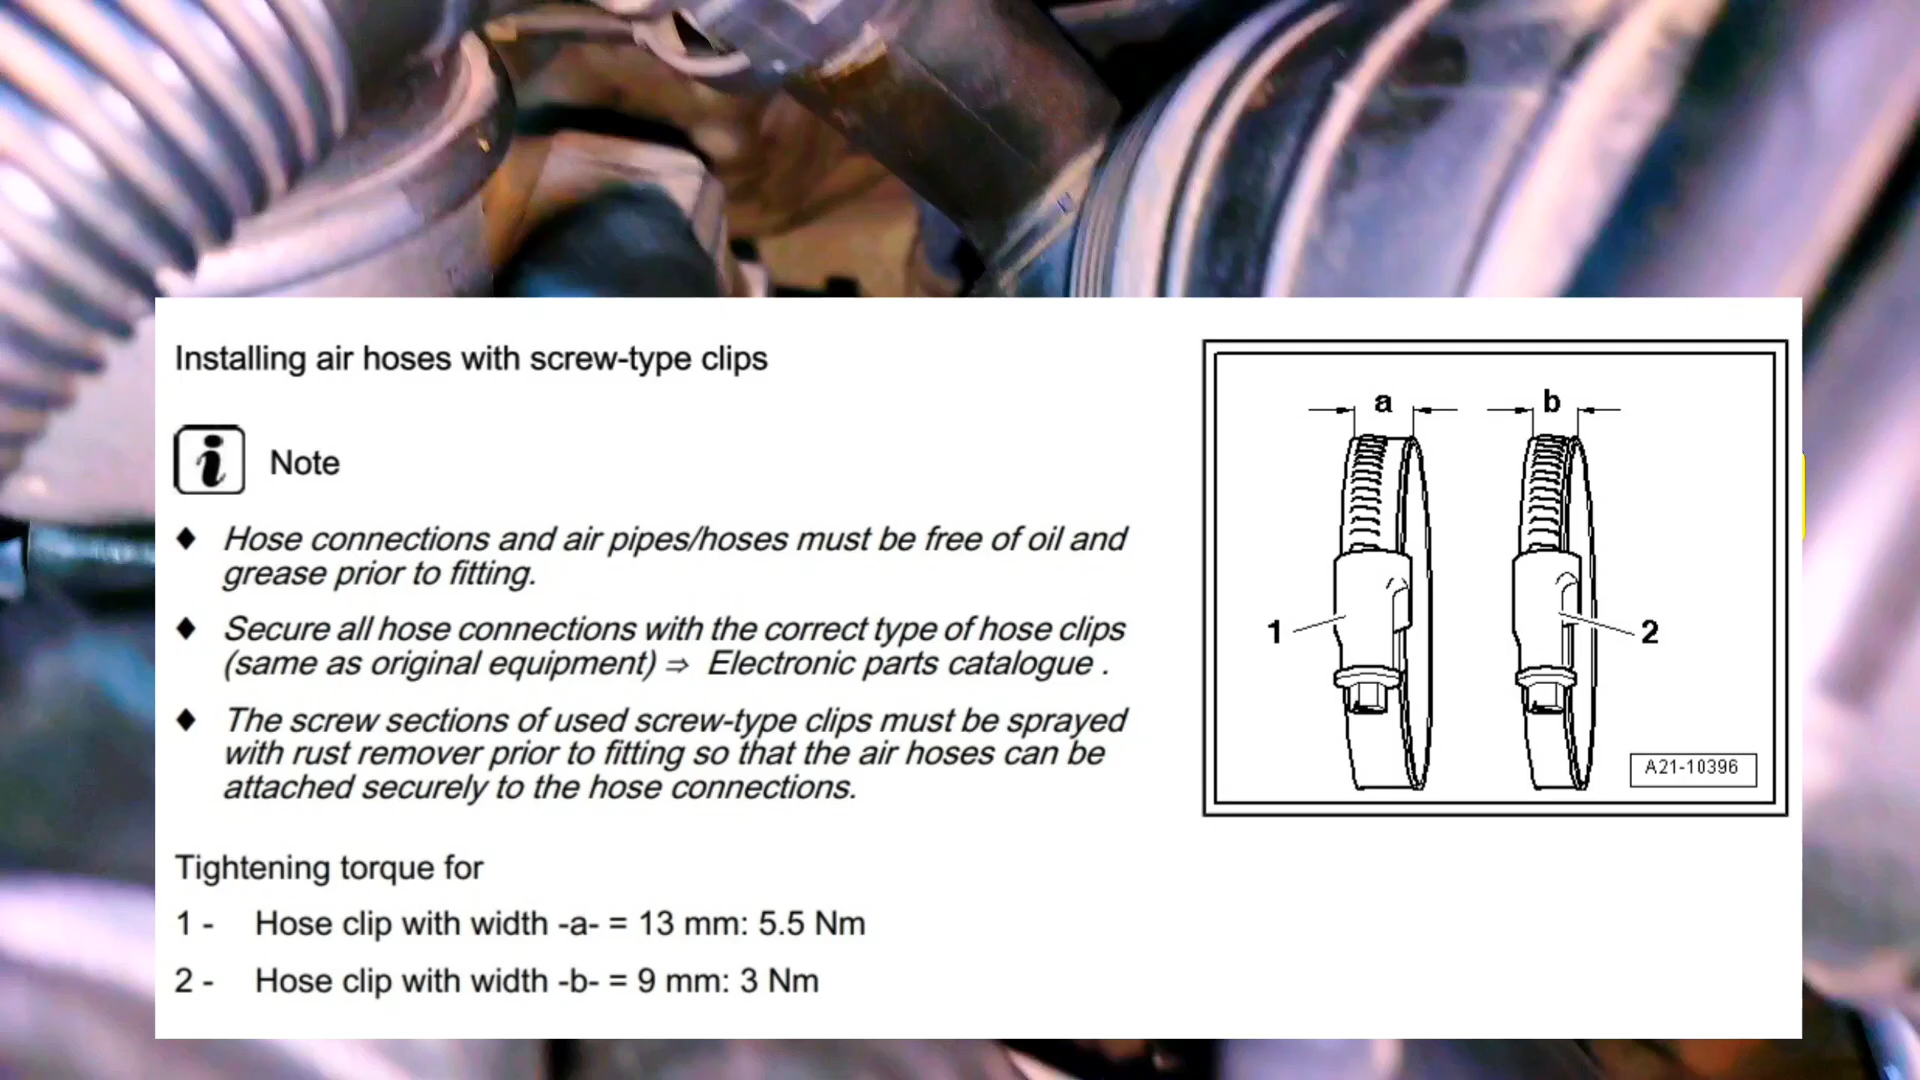 Installing air hoses with screw-type clips
Note
♦ Hose connections and air pipes/hoses must be free of oil and
grease prior to fitting.
♦ Secure all hose connections with the correct type of hose clips
(same as original equipment) ⇒ Electronic parts catalogue .
♦ The screw sections of used screw-type clips must be sprayed
with rust remover prior to fitting so that the air hoses can be
attached securely to the hose connections.
Tightening torque for
1 - Hose clip with width -a- = 13 mm: 5.5 Nm
2 - Hose clip with width -b- = 9 mm: 3 Nm
a b
1 2
A21-10396